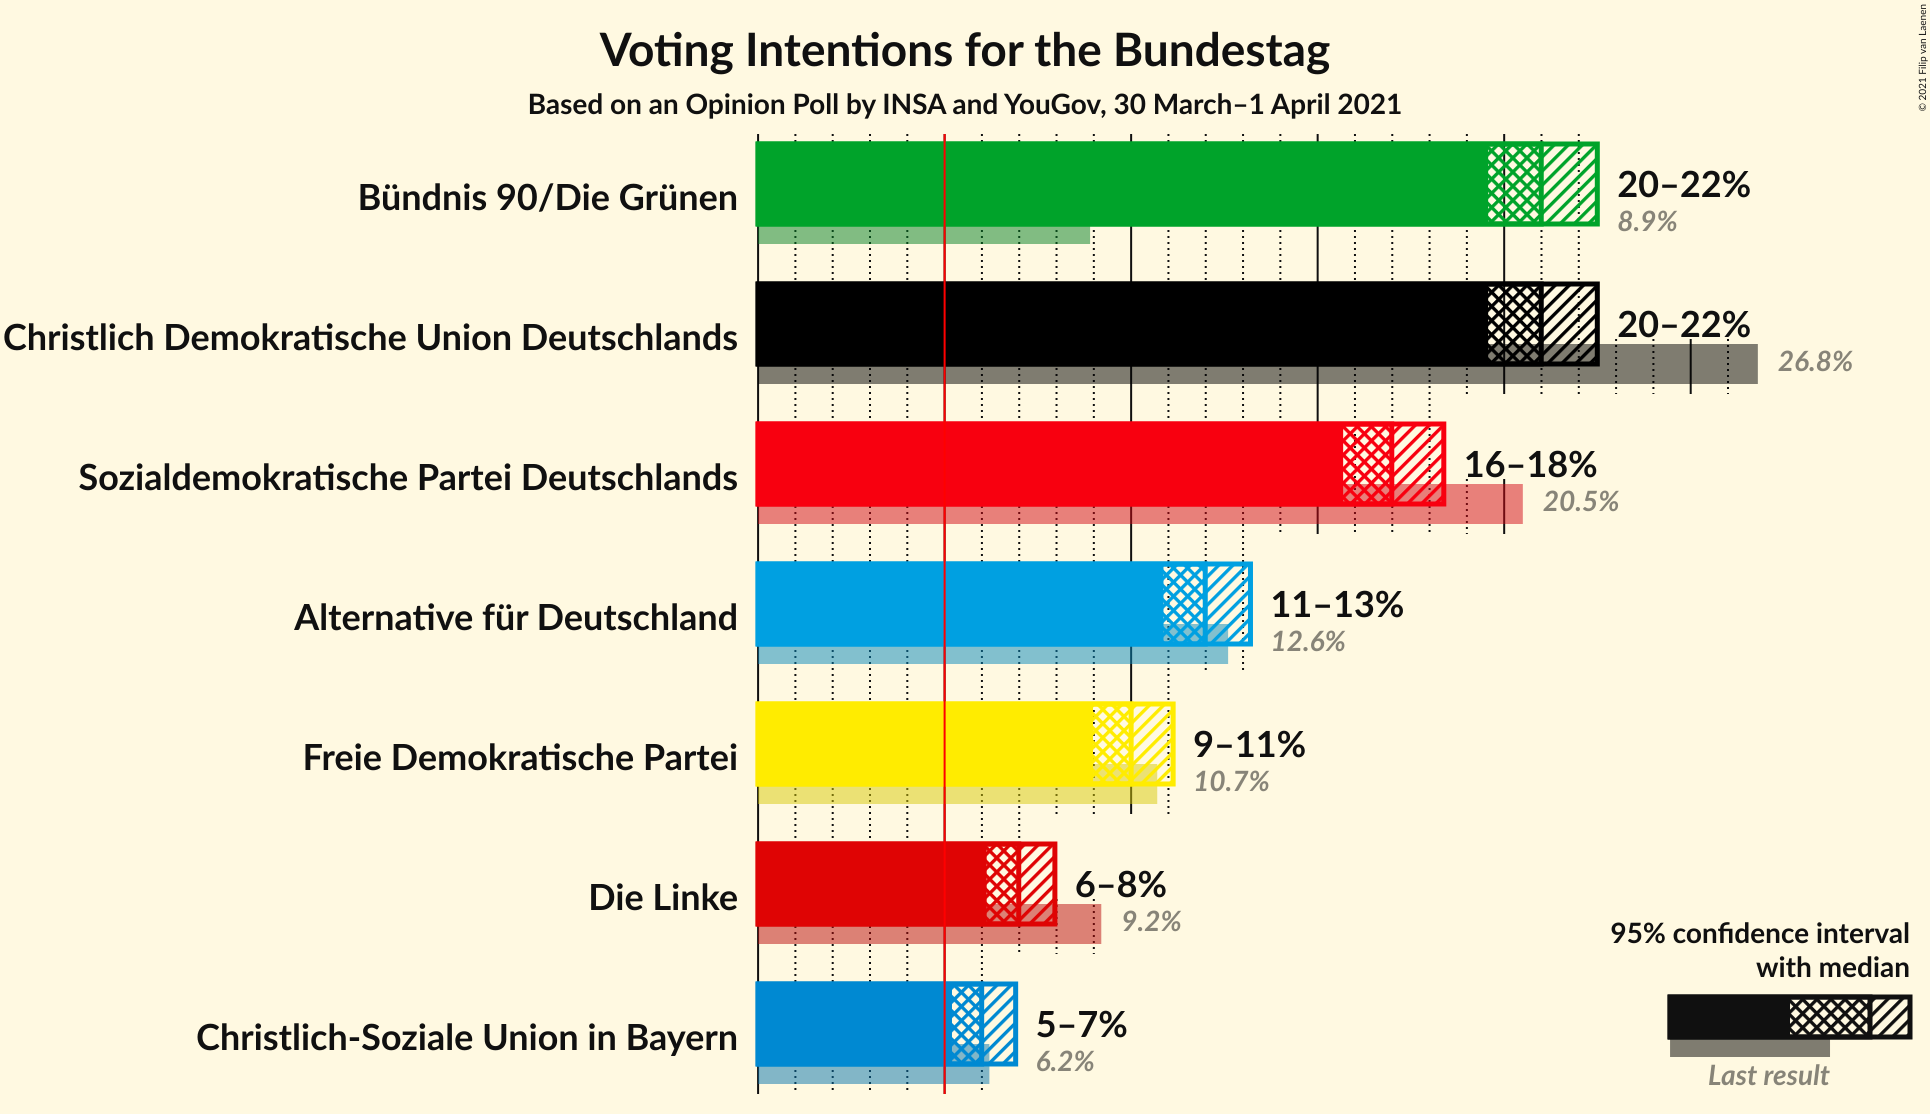 Voting Intentions for the Bundestag
Based on an Opinion Poll by INSA and YouGov, 30 March–1 April 2021
© 2021 Filip van Laenen
Bündnis 90/Die Grünen
20–22%
8.9%
Christlich Demokratische Union Deutschlands
20–22%
26.8%
Sozialdemokratische Partei Deutschlands
16–18%
20.5%
Alternative für Deutschland
11–13%
12.6%
Freie Demokratische Partei
9–11%
10.7%
Die Linke
6–8%
9.2%
Christlich-Soziale Union in Bayern
5–7%
6.2%
95% confidence interval
with median
Last result